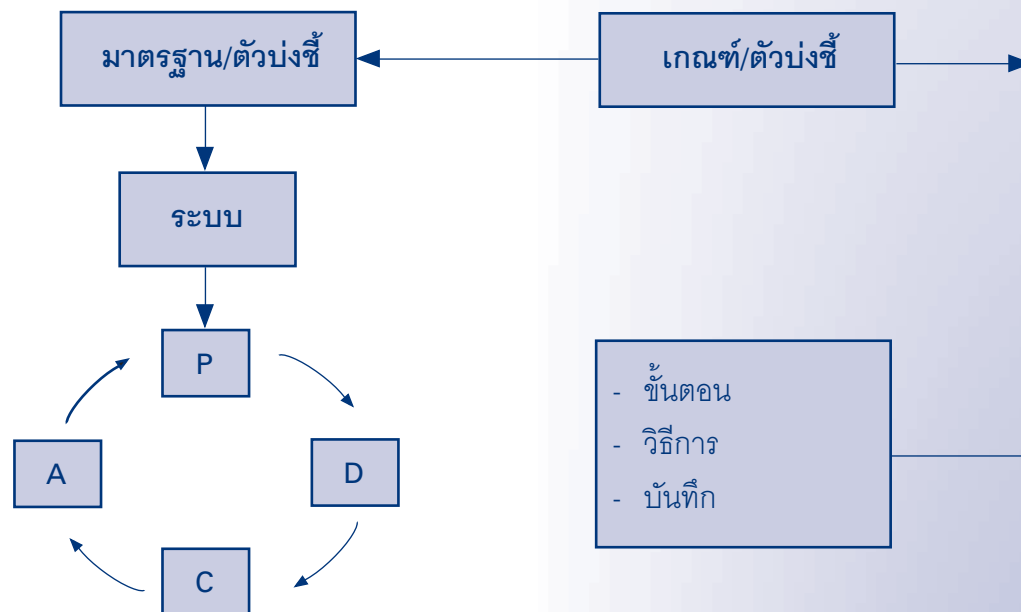 มาตรฐาน/ตัวบ่งชี้
เกณฑ์/ตัวบ่งชี้
ระบบ
P
A
D
C
- ขั้นตอน
- วิธีการ
- บันทึก